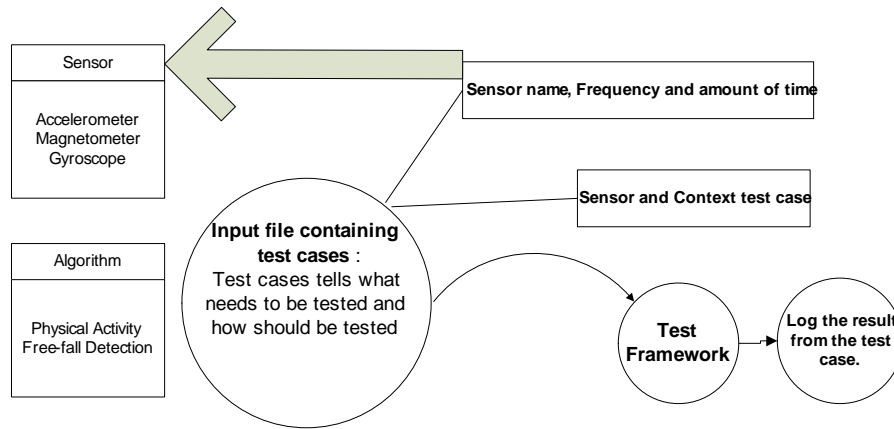 Sensor
Accelerometer
Magnetometer
Gyroscope
Sensor name, Frequency and amount of time
Sensor and Context test case
Input file containing
test cases :
Test cases tells what
needs to be tested and
how should be tested
Algorithm
Physical Activity
Free-fall Detection
Test
Framework
Log the result
from the test
case.